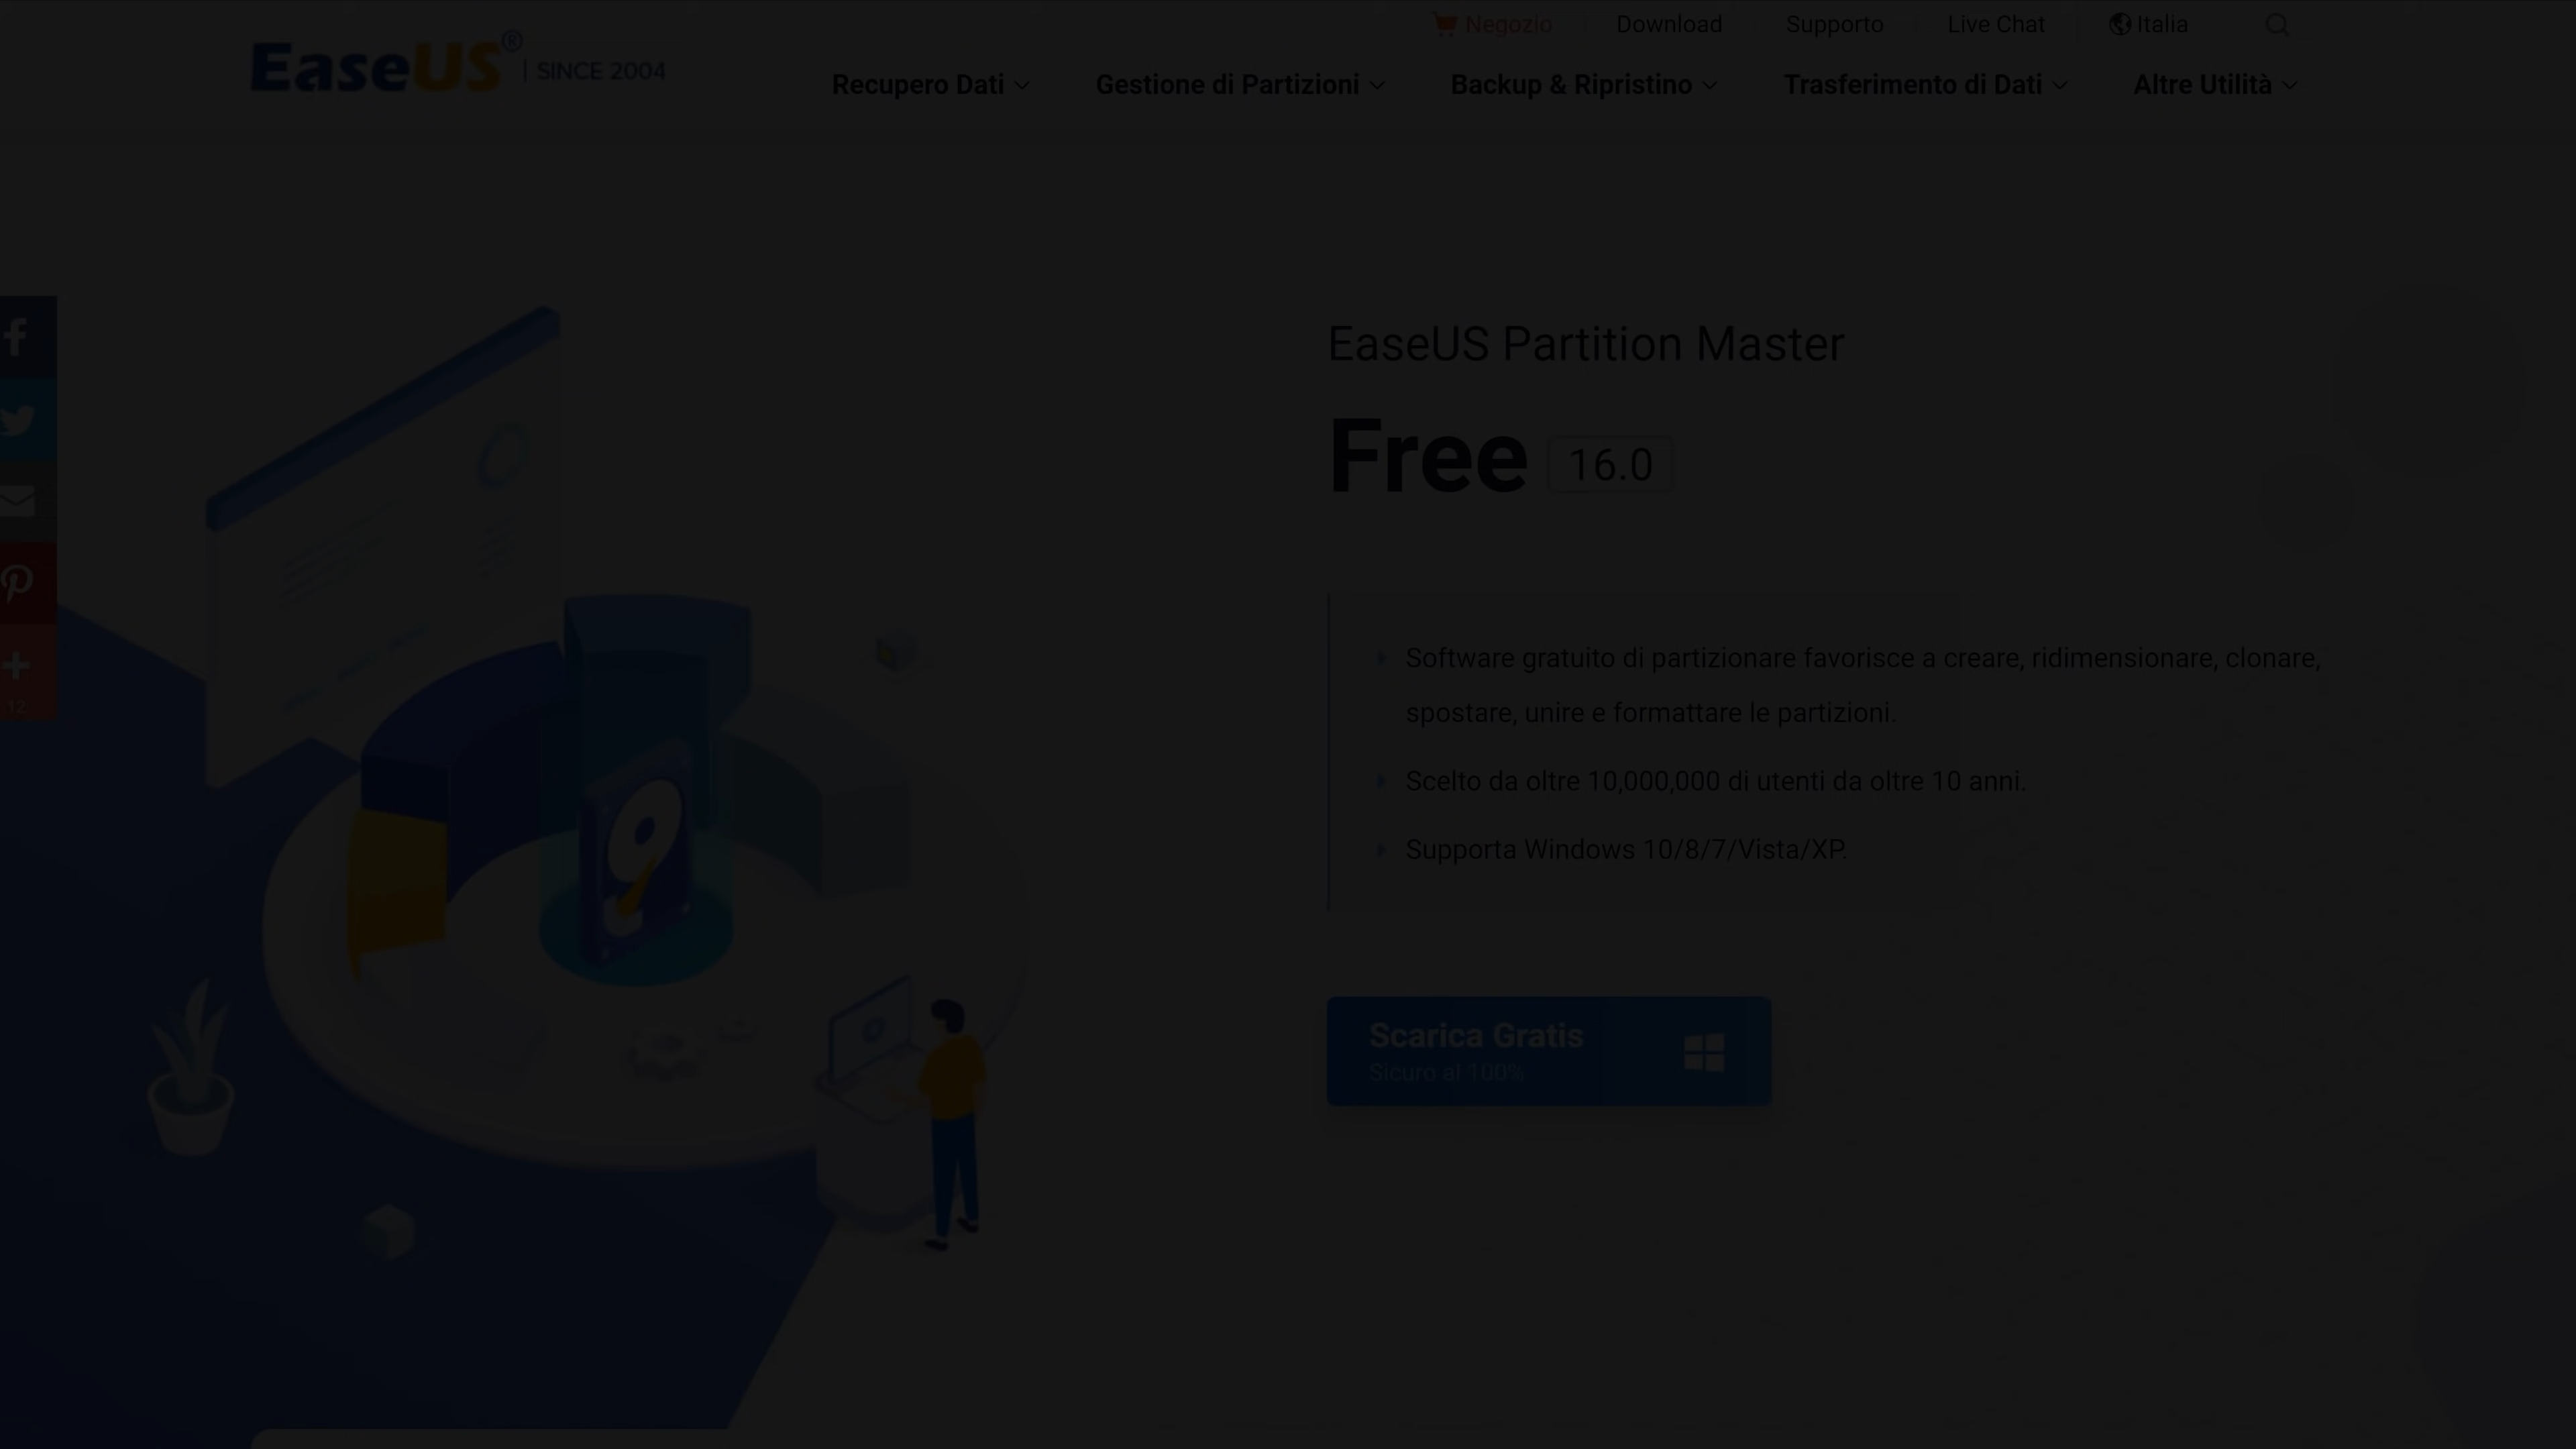 Negozio
Download
Supporto
Live Chat
Italia
EaseUS® | SINCE 2004
Recupero Dati
Gestione di Partizioni
Backup & Ripristino
Trasferimento di Dati
Altre Utilità
EaseUS Partition Master
Free 16.0
Software gratuito di partizionare favorisce a creare, ridimensionare, clonare,
spostare, unire e formattare le partizioni.
Scelto da oltre 10,000,000 di utenti da oltre 10 anni.
Supporta Windows 10/8/7/Vista/XP.
Scarica Gratis
Sicuro al 100%
12